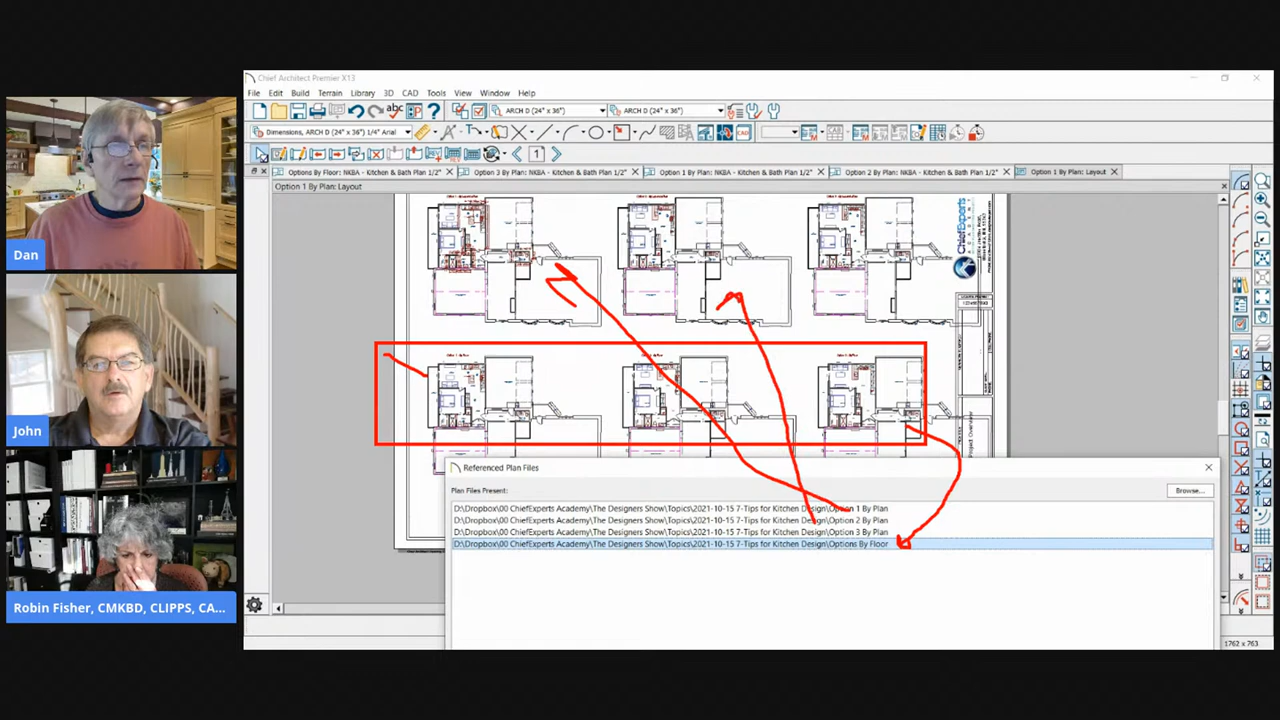 Dan
John
Robin Fisher, CMKBD, CLIPPS, CA...
Chief Architect Premier X13
File Edit Build Terrain Library 3D CAD Tools View Window Help
ARCH D (24" x 36") ARCH D (24" x 36")
Dimensions, ARCH D (24" x 36") 1/4" Arial
1
Options By Floor: NKBA - Kitchen & Bath Plan 1/2" Option 3 By Plan: NKBA - Kitchen & Bath Plan 1/2" Option 1 By Plan: NKBA - Kitchen & Bath Plan 1/2" Option 2 By Plan: NKBA - Kitchen & Bath Plan 1/2" Option 1 By Plan: Layout
Option 1 By Plan: Layout
ChiefExperts
Project Overview
Referenced Plan Files
Plan Files Present:
Browse...
D:\Dropbox\00 ChiefExperts Academy\The Designers Show\Topics\2021-10-15 7-Tips for Kitchen Design\Option 1 By Plan
D:\Dropbox\00 ChiefExperts Academy\The Designers Show\Topics\2021-10-15 7-Tips for Kitchen Design\Option 2 By Plan
D:\Dropbox\00 ChiefExperts Academy\The Designers Show\Topics\2021-10-15 7-Tips for Kitchen Design\Option 3 By Plan
D:\Dropbox\00 ChiefExperts Academy\The Designers Show\Topics\2021-10-15 7-Tips for Kitchen Design\Options By Floor
1762 x 763